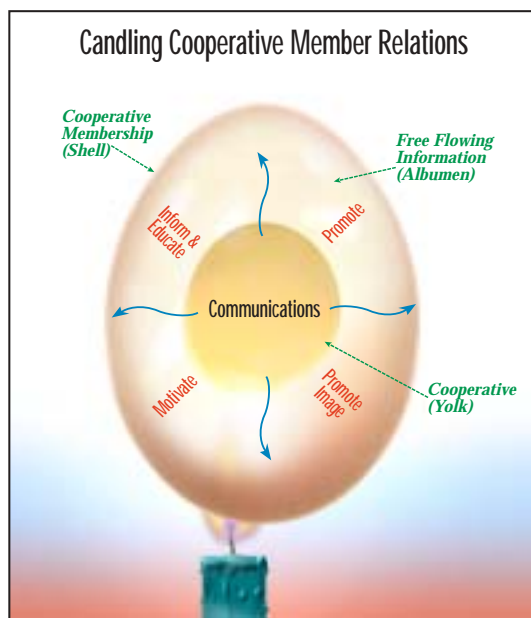 Candling Cooperative Member Relations
Cooperative
Membership
(Shell)
Free Flowing
Information
(Albumen)
Inform &
Educate
Promote
Communications
Motivate
Promote
Image
Cooperative
(Yolk)